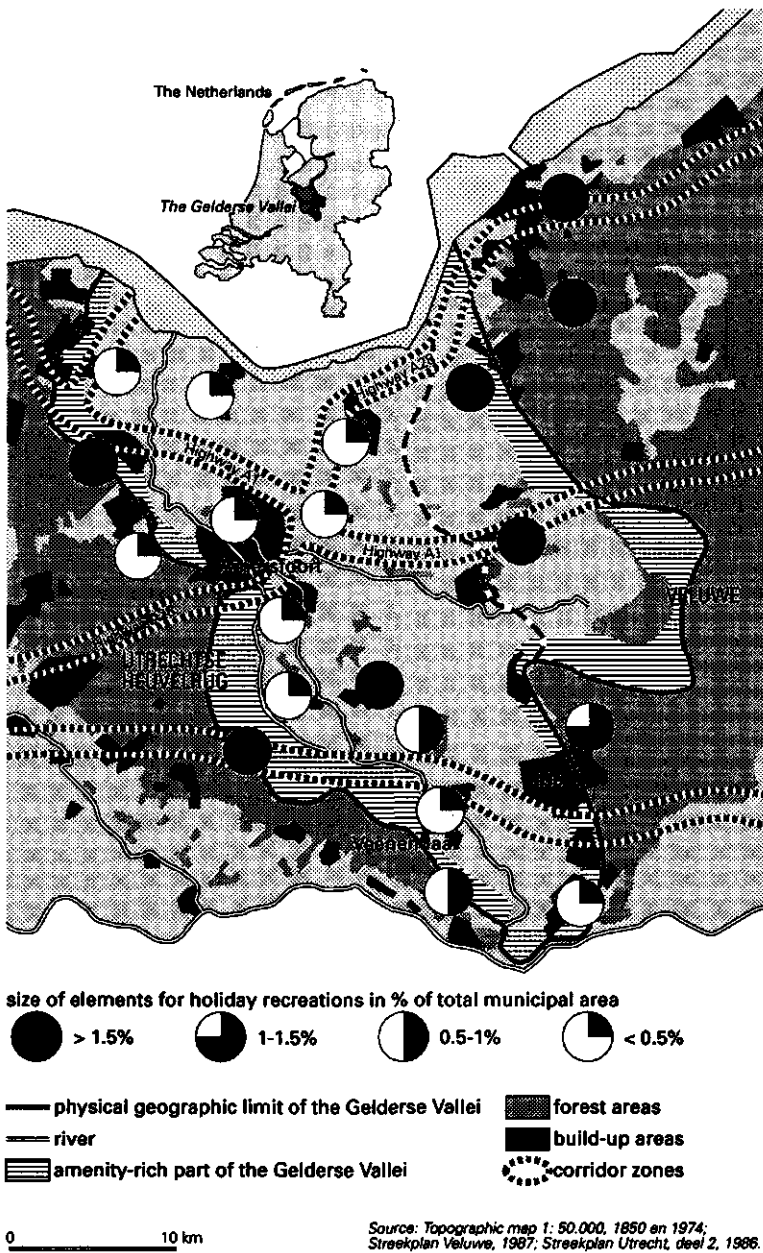 The Netherlands
The Gelderse Vallei
Highway A28
Highway A1
Highway A1
VELUWE
UTRECHTSE
HEUVELRUG
size of elements for holiday recreations in % of total municipal area
> 1.5%
1-1.5%
0.5-1%
< 0.5%
physical geographic limit of the Gelderse Vallei
forest areas
river
build-up areas
amenity-rich part of the Gelderse Vallei
corridor zones
0 10 km
Source: Topographic map 1: 50.000, 1850 en 1974;
Streekplan Veluwe, 1987; Streekplan Utrecht, deel 2, 1986.